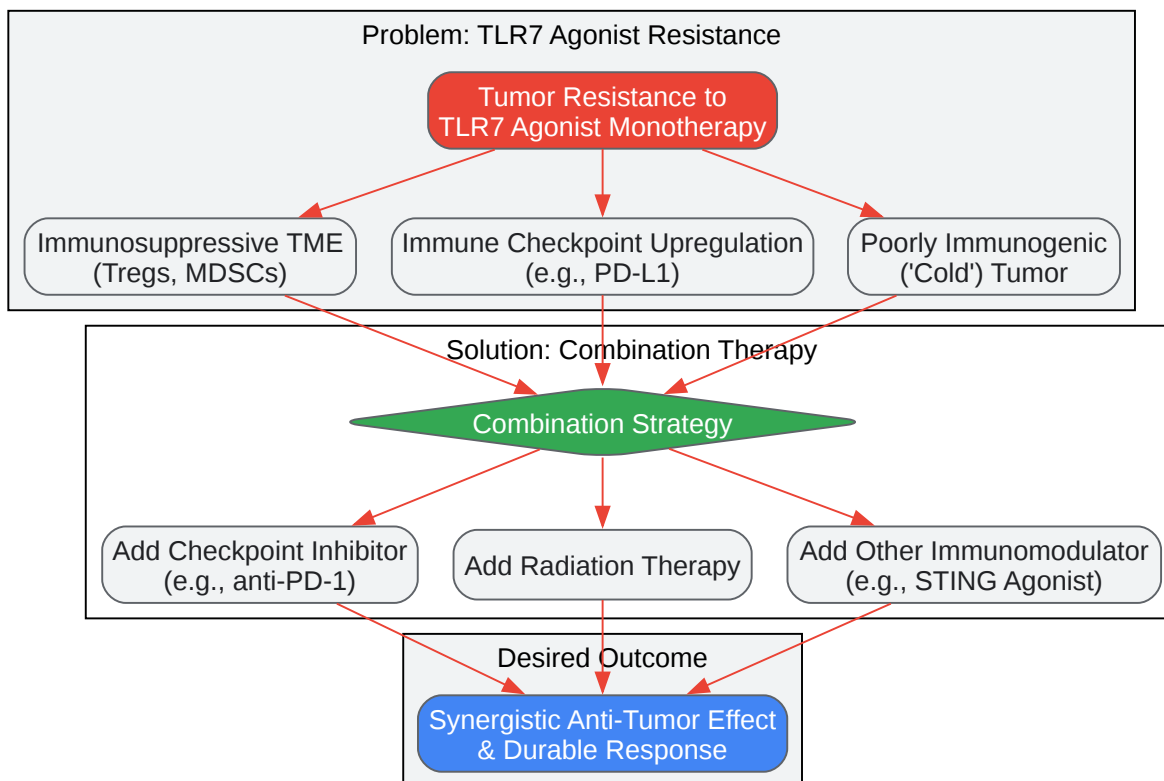 Problem: TLR7 Agonist Resistance
Tumor Resistance to
TLR7 Agonist Monotherapy
Immunosuppressive TME
(Tregs, MDSCs)
Immune Checkpoint Upregulation
(e.g., PD-L1)
Poorly Immunogenic
('Cold') Tumor
Solution: Combination Therapy
Combination Strategy
Add Checkpoint Inhibitor
(e.g., anti-PD-1)
Add Radiation Therapy
Add Other Immunomodulator
(e.g., STING Agonist)
Desired Outcome
Synergistic Anti-Tumor Effect
& Durable Response